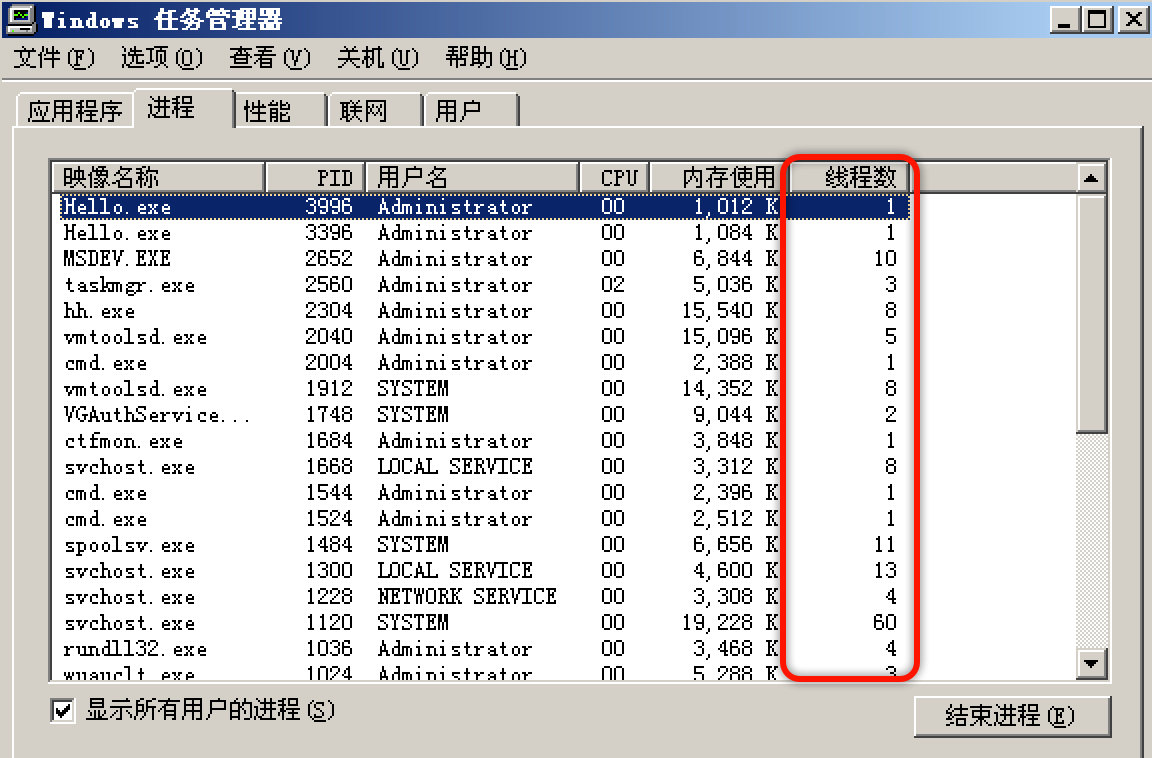 Windows 任务管理器
文件(F) 选项(O) 查看(V) 关机(U) 帮助(H)
应用程序 进程 性能 联网 用户
映像名称 PID 用户名 CPU 内存使用 线程数
Hello.exe 3996 Administrator 00 1,012 K 1
Hello.exe 3396 Administrator 00 1,084 K 1
MSDEV.EXE 2652 Administrator 00 6,844 K 10
taskmgr.exe 2560 Administrator 02 5,036 K 3
hh.exe 2304 Administrator 00 15,540 K 8
vmtoolsd.exe 2040 Administrator 00 15,096 K 5
cmd.exe 2004 Administrator 00 2,388 K 1
vmtoolsd.exe 1912 SYSTEM 00 14,352 K 8
VGAuthService... 1748 SYSTEM 00 9,044 K 2
ctfmon.exe 1684 Administrator 00 3,848 K 1
svchost.exe 1668 LOCAL SERVICE 00 3,312 K 8
cmd.exe 1544 Administrator 00 2,396 K 1
cmd.exe 1524 Administrator 00 2,512 K 1
spoolsv.exe 1484 SYSTEM 00 6,656 K 11
svchost.exe 1300 LOCAL SERVICE 00 4,600 K 13
svchost.exe 1228 NETWORK SERVICE 00 3,308 K 4
svchost.exe 1120 SYSTEM 00 19,228 K 60
rundll32.exe 1036 Administrator 00 3,468 K 4
wuauclt.exe 1024 Administrator 00 5,288 K 3
显示所有用户的进程(S)
结束进程(E)